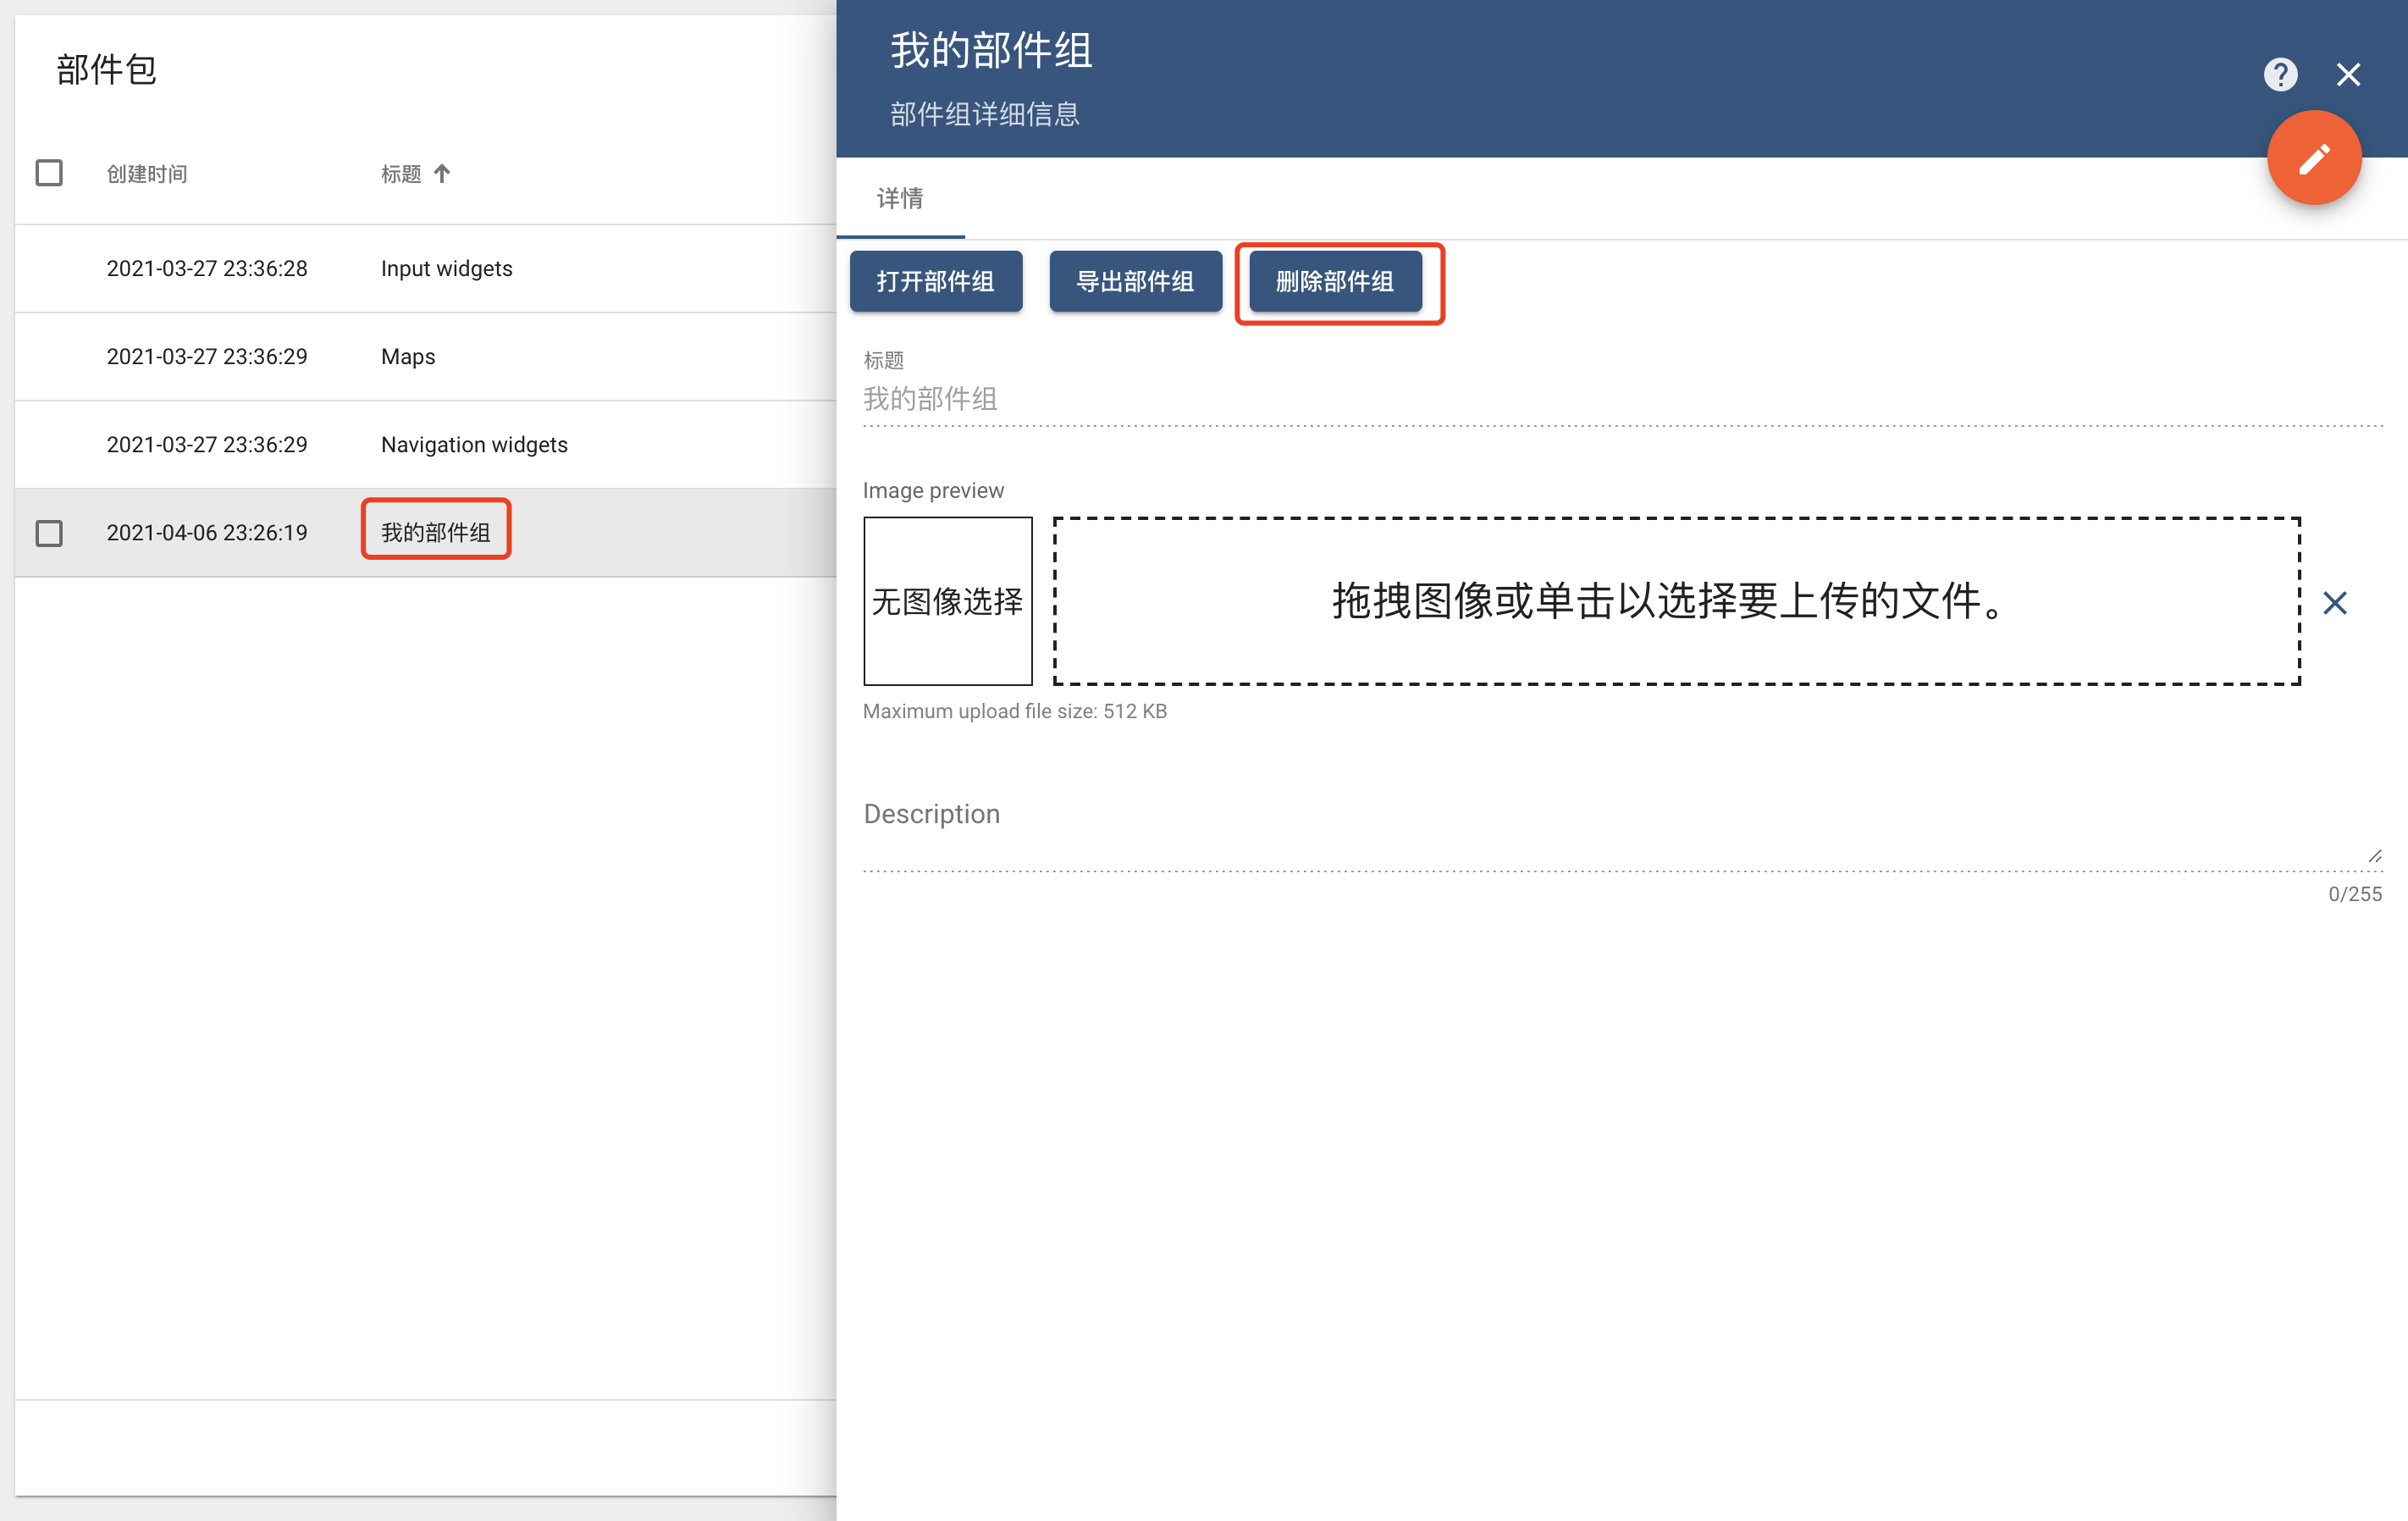 部件包
创建时间 标题
2021-03-27 23:36:28 Input widgets
2021-03-27 23:36:29 Maps
2021-03-27 23:36:29 Navigation widgets
2021-04-06 23:26:19 我的部件组
我的部件组
部件组详细信息
详情
打开部件组 导出部件组 删除部件组
标题
我的部件组
Image preview
无图像选择 拖拽图像或单击以选择要上传的文件。
Maximum upload file size: 512 KB
Description
0/255